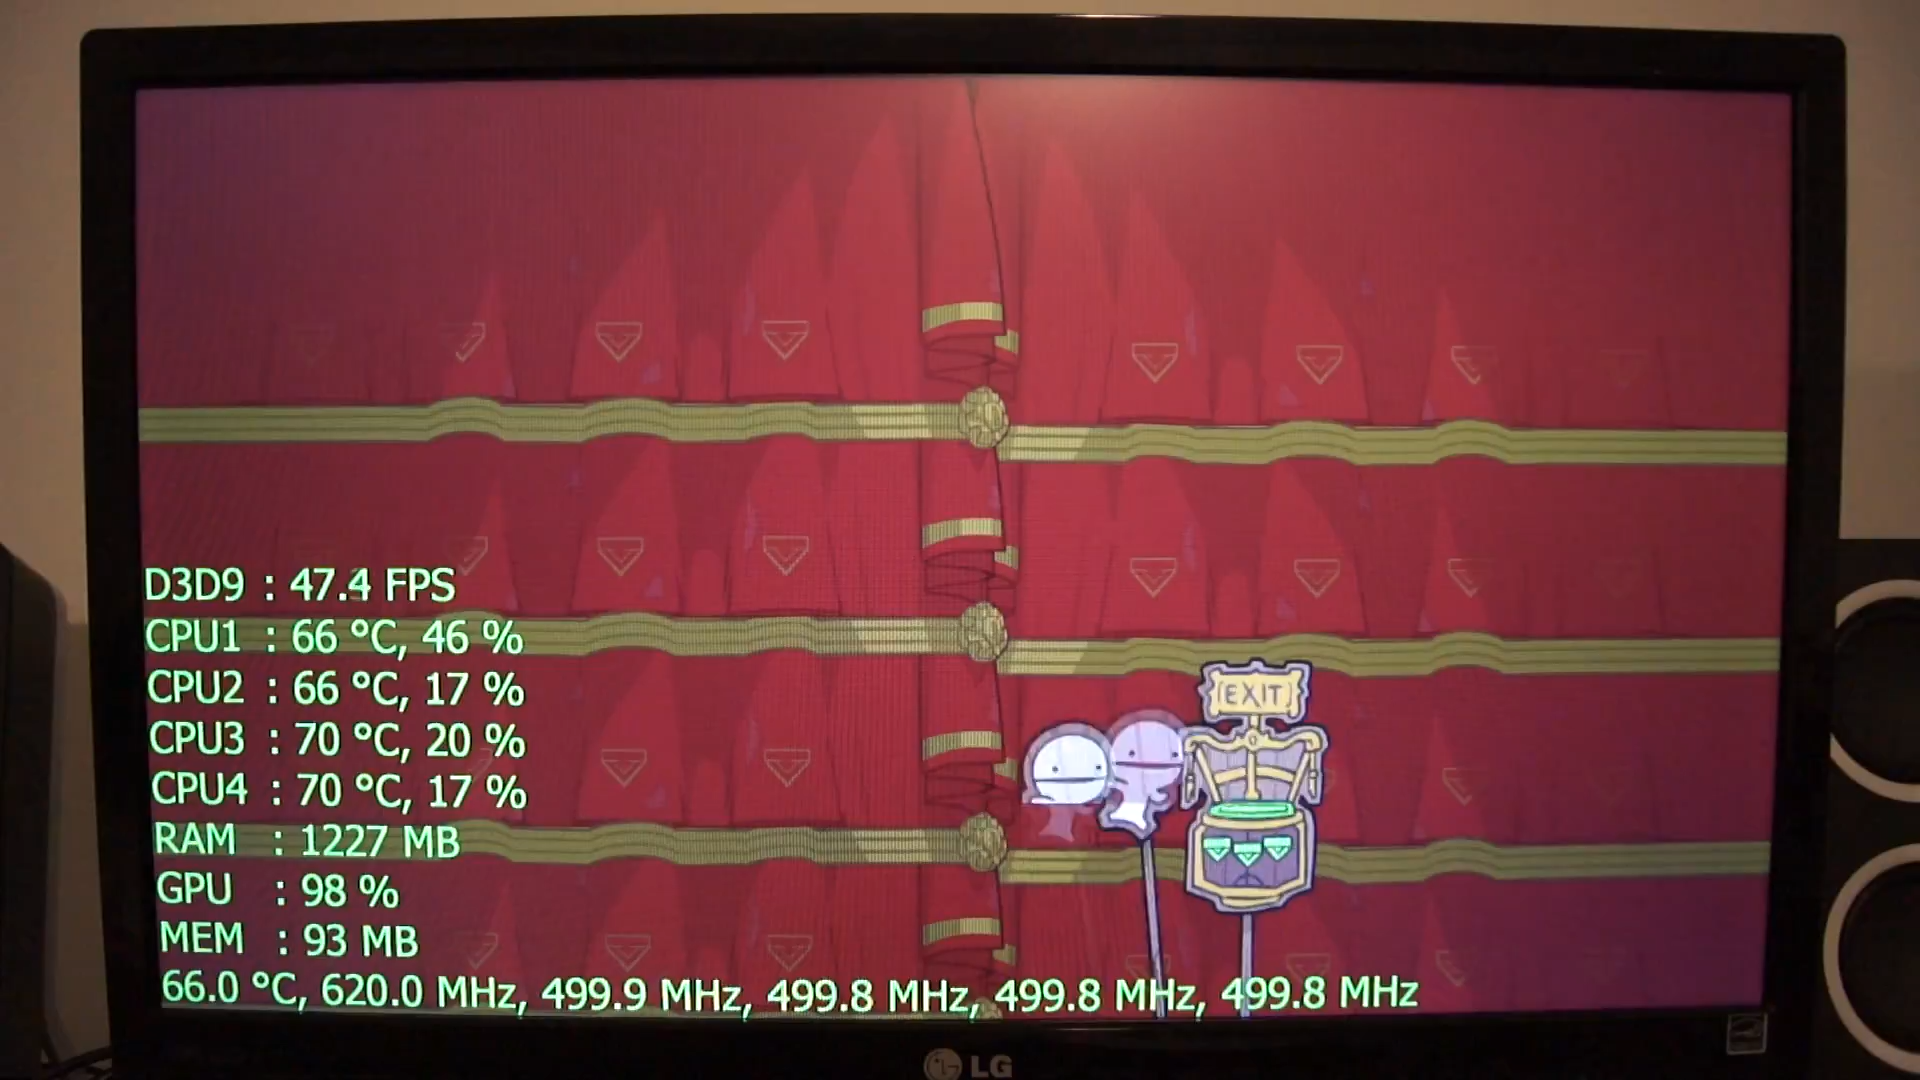 EXIT
D3D9 : 47.4 FPS
CPU1 : 66 °C, 46 %
CPU2 : 66 °C, 17 %
CPU3 : 70 °C, 20 %
CPU4 : 70 °C, 17 %
RAM : 1227 MB
GPU : 98 %
MEM : 93 MB
66.0 °C, 620.0 MHz, 499.9 MHz, 499.8 MHz, 499.8 MHz, 499.8 MHz
LG